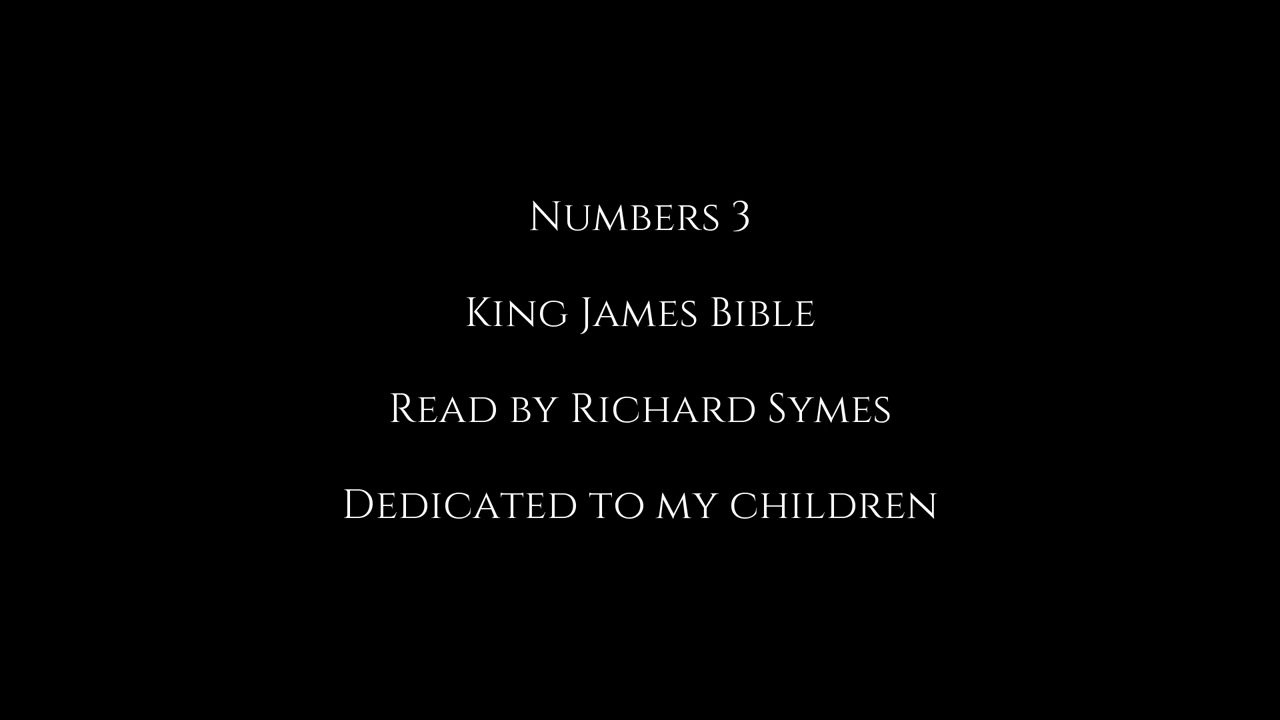 Numbers 3
King James Bible
Read by Richard Symes
Dedicated to my children